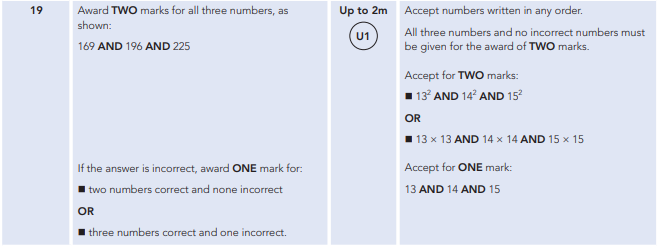 19
Award TWO marks for all three numbers, as
shown:
169 AND 196 AND 225
If the answer is incorrect, award ONE mark for:
■ two numbers correct and none incorrect
OR
■ three numbers correct and one incorrect.
Up to 2m
U1
Accept numbers written in any order.
All three numbers and no incorrect numbers must
be given for the award of TWO marks.
Accept for TWO marks:
■ 13² AND 14² AND 15²
OR
■ 13 × 13 AND 14 × 14 AND 15 × 15
Accept for ONE mark:
13 AND 14 AND 15